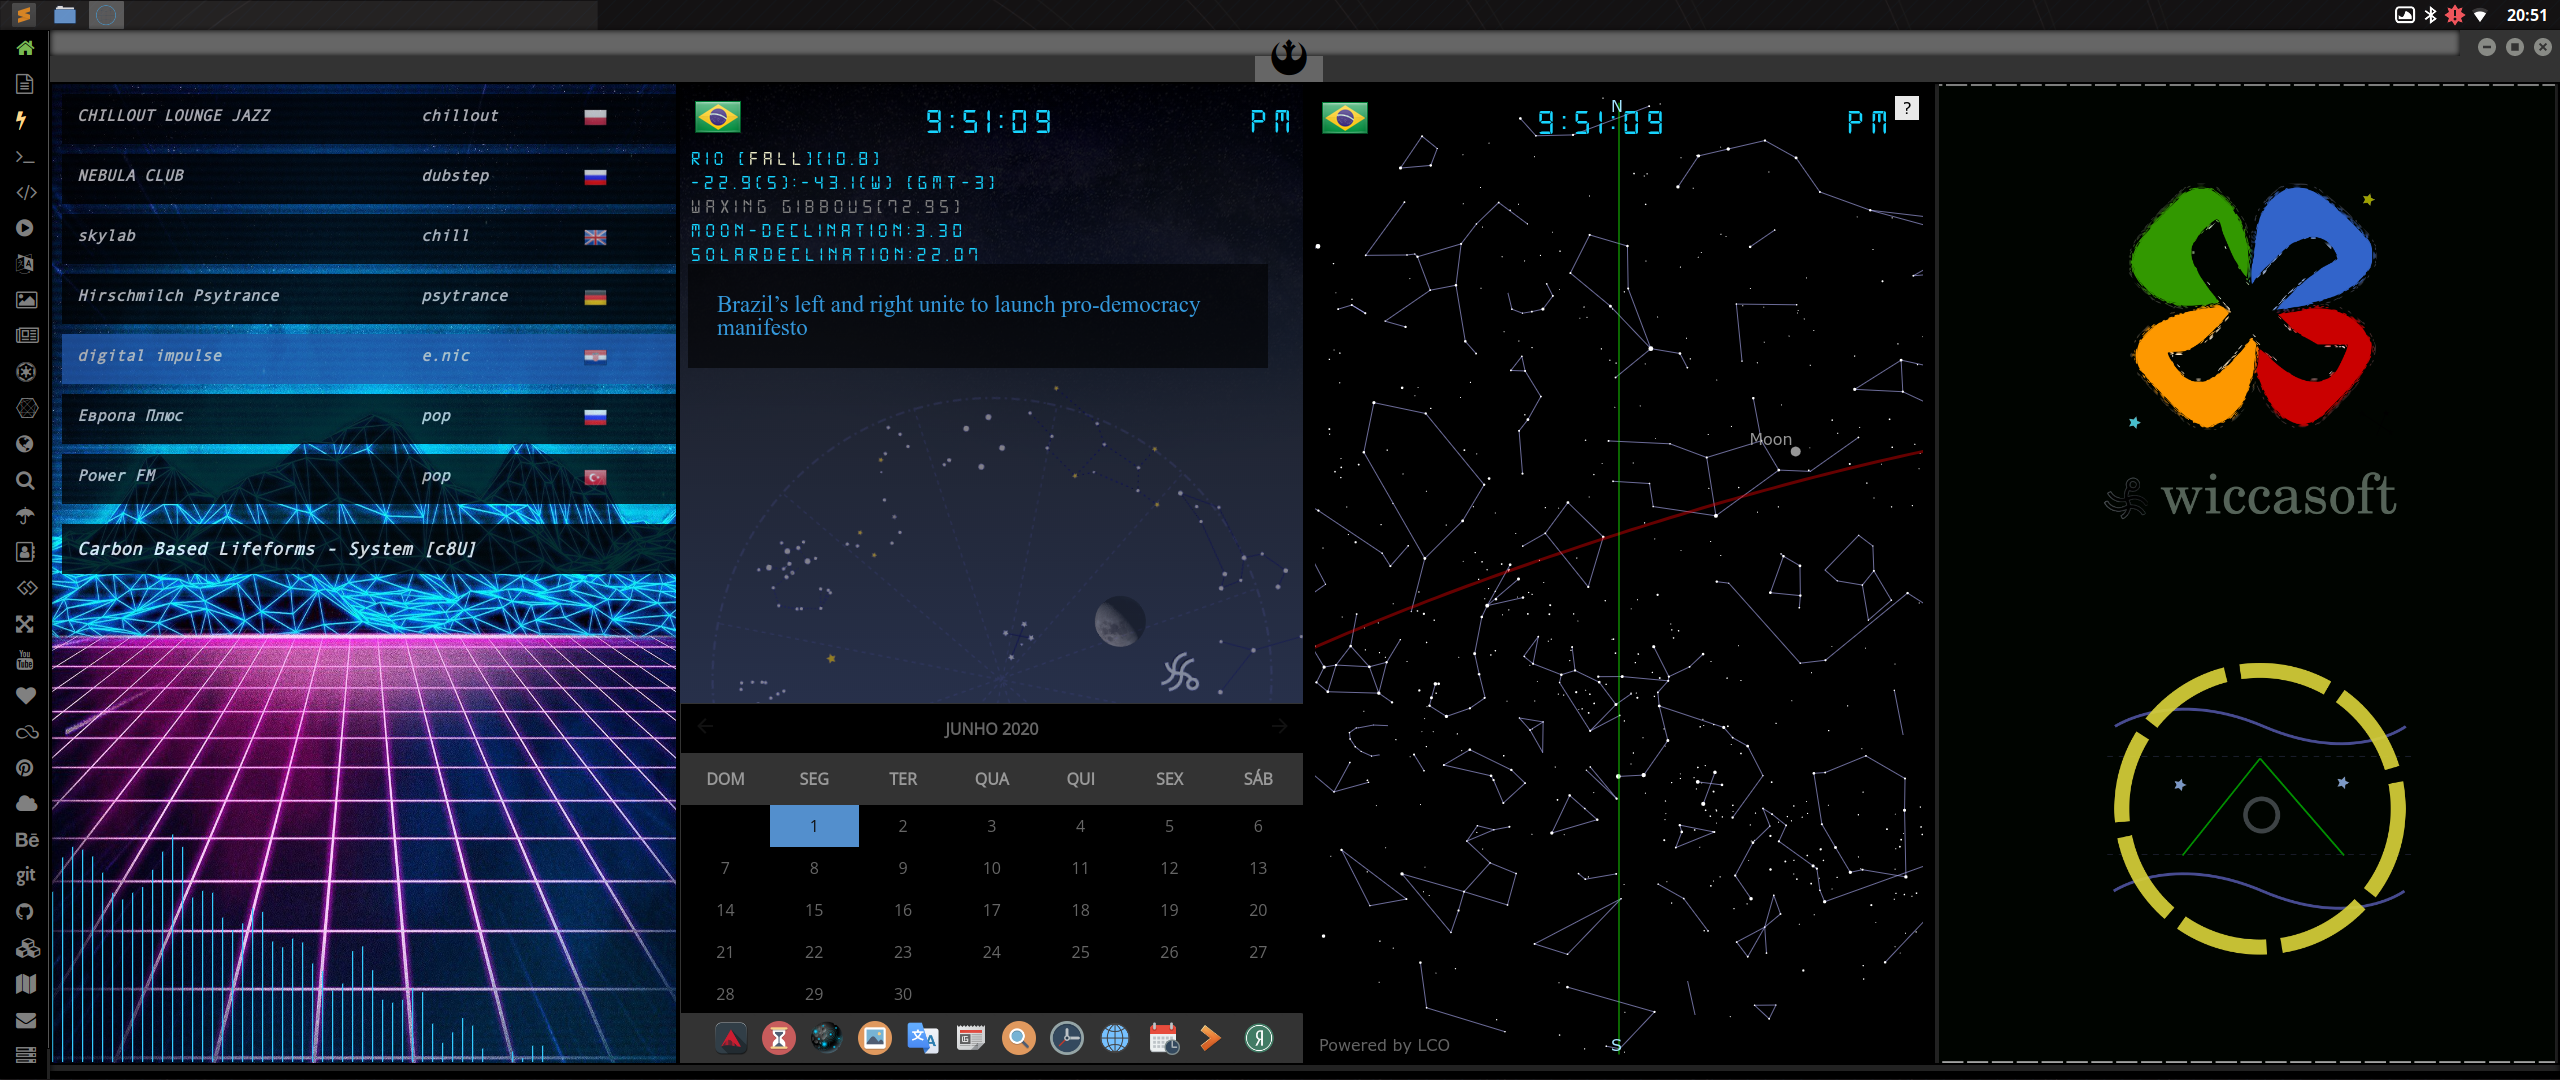 20:51
CHILLOUT LOUNGE JAZZ chillout
NEBULA CLUB dubstep
skylab chill
Hirschmilch Psytrance psytrance
digital impulse e.nic
Европа Плюс pop
Power FM pop
Carbon Based Lifeforms - System [c8U]
You
Tube
Bē
git
9:51:09 PM
RIO [FALL][10.8]
-22.9(S):-43.1(W) [GMT-3]
WAXING GIBBOUS[72.95]
MOON-DECLINATION:3.30
SOLARDECLINATION:22.07
Brazil’s left and right unite to launch pro-democracy
manifesto
JUNHO 2020
DOM SEG TER QUA QUI SEX SÁB
1 2 3 4 5 6
7 8 9 10 11 12 13
14 15 16 17 18 19 20
21 22 23 24 25 26 27
28 29 30
9:51:09 PM ?
N
Moon
S
Powered by LCO
wiccasoft